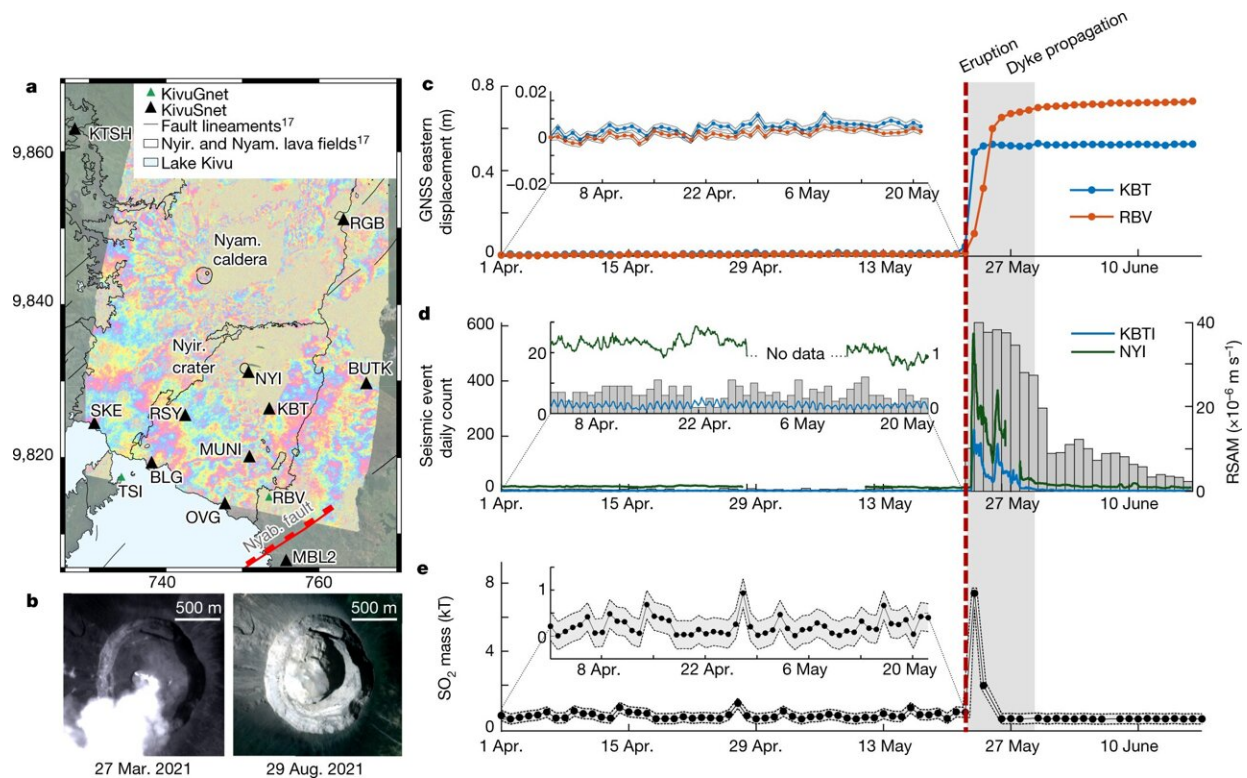 Eruption
Dyke propagation
a
KivuGnet
KivuSnet
Fault lineaments17
Nyir. and Nyam. lava fields17
Lake Kivu
KTSH
9,860
RGB
Nyam.
caldera
9,840
Nyir.
crater
NYI
BUTK
SKE
RSY
KBT
9,820
MUNI
BLG
TSI
RBV
OVG
Nyab. fault
MBL2
740
760
b
500 m
500 m
27 Mar. 2021
29 Aug. 2021
c
GNSS eastern
displacement (m)
0.8
0.4
0
0.02
0
−0.02
8 Apr.
22 Apr.
6 May
20 May
KBT
RBV
1 Apr.
15 Apr.
29 Apr.
13 May
27 May
10 June
d
Seismic event
daily count
600
400
200
0
20
0
No data
1
0
8 Apr.
22 Apr.
6 May
20 May
KBTI
NYI
40
30
20
10
0
RSAM (×10−6 m s−1)
1 Apr.
15 Apr.
29 Apr.
13 May
27 May
10 June
e
SO2 mass (kT)
8
6
4
2
0
1
0
8 Apr.
22 Apr.
6 May
20 May
1 Apr.
15 Apr.
29 Apr.
13 May
27 May
10 June